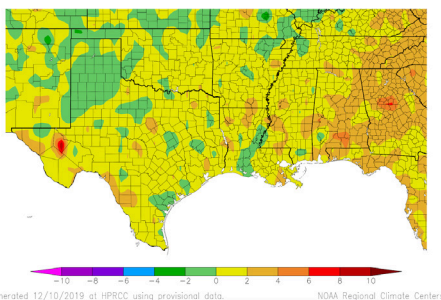 -10 -8 -6 -4 -2 0 2 4 6 8 10
nerated 12/10/2019 at HPRCC using provisional data. NOAA Regional Climate Center